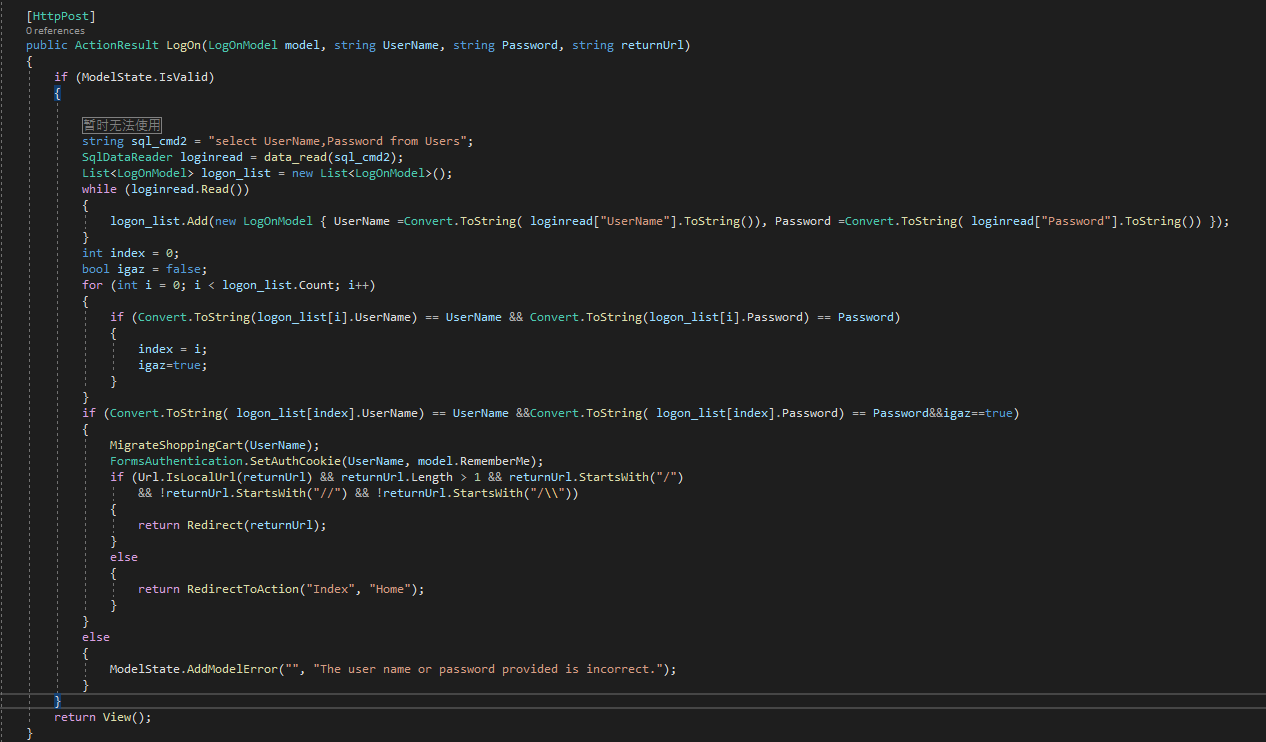 [HttpPost]
0 references
public ActionResult LogOn(LogOnModel model, string UserName, string Password, string returnUrl)
{
if (ModelState.IsValid)
{
暂时无法使用
string sql_cmd2 = "select UserName,Password from Users";
SqlDataReader loginread = data_read(sql_cmd2);
List<LogOnModel> logon_list = new List<LogOnModel>();
while (loginread.Read())
{
logon_list.Add(new LogOnModel { UserName =Convert.ToString( loginread["UserName"].ToString()), Password =Convert.ToString( loginread["Password"].ToString()) });
}
int index = 0;
bool igaz = false;
for (int i = 0; i < logon_list.Count; i++)
{
if (Convert.ToString(logon_list[i].UserName) == UserName && Convert.ToString(logon_list[i].Password) == Password)
{
index = i;
igaz=true;
}
}
if (Convert.ToString( logon_list[index].UserName) == UserName &&Convert.ToString( logon_list[index].Password) == Password&&igaz==true)
{
MigrateShoppingCart(UserName);
FormsAuthentication.SetAuthCookie(UserName, model.RememberMe);
if (Url.IsLocalUrl(returnUrl) && returnUrl.Length > 1 && returnUrl.StartsWith("/")
&& !returnUrl.StartsWith("//") && !returnUrl.StartsWith("/\\"))
{
return Redirect(returnUrl);
}
else
{
return RedirectToAction("Index", "Home");
}
}
else
{
ModelState.AddModelError("", "The user name or password provided is incorrect.");
}
}
return View();
}